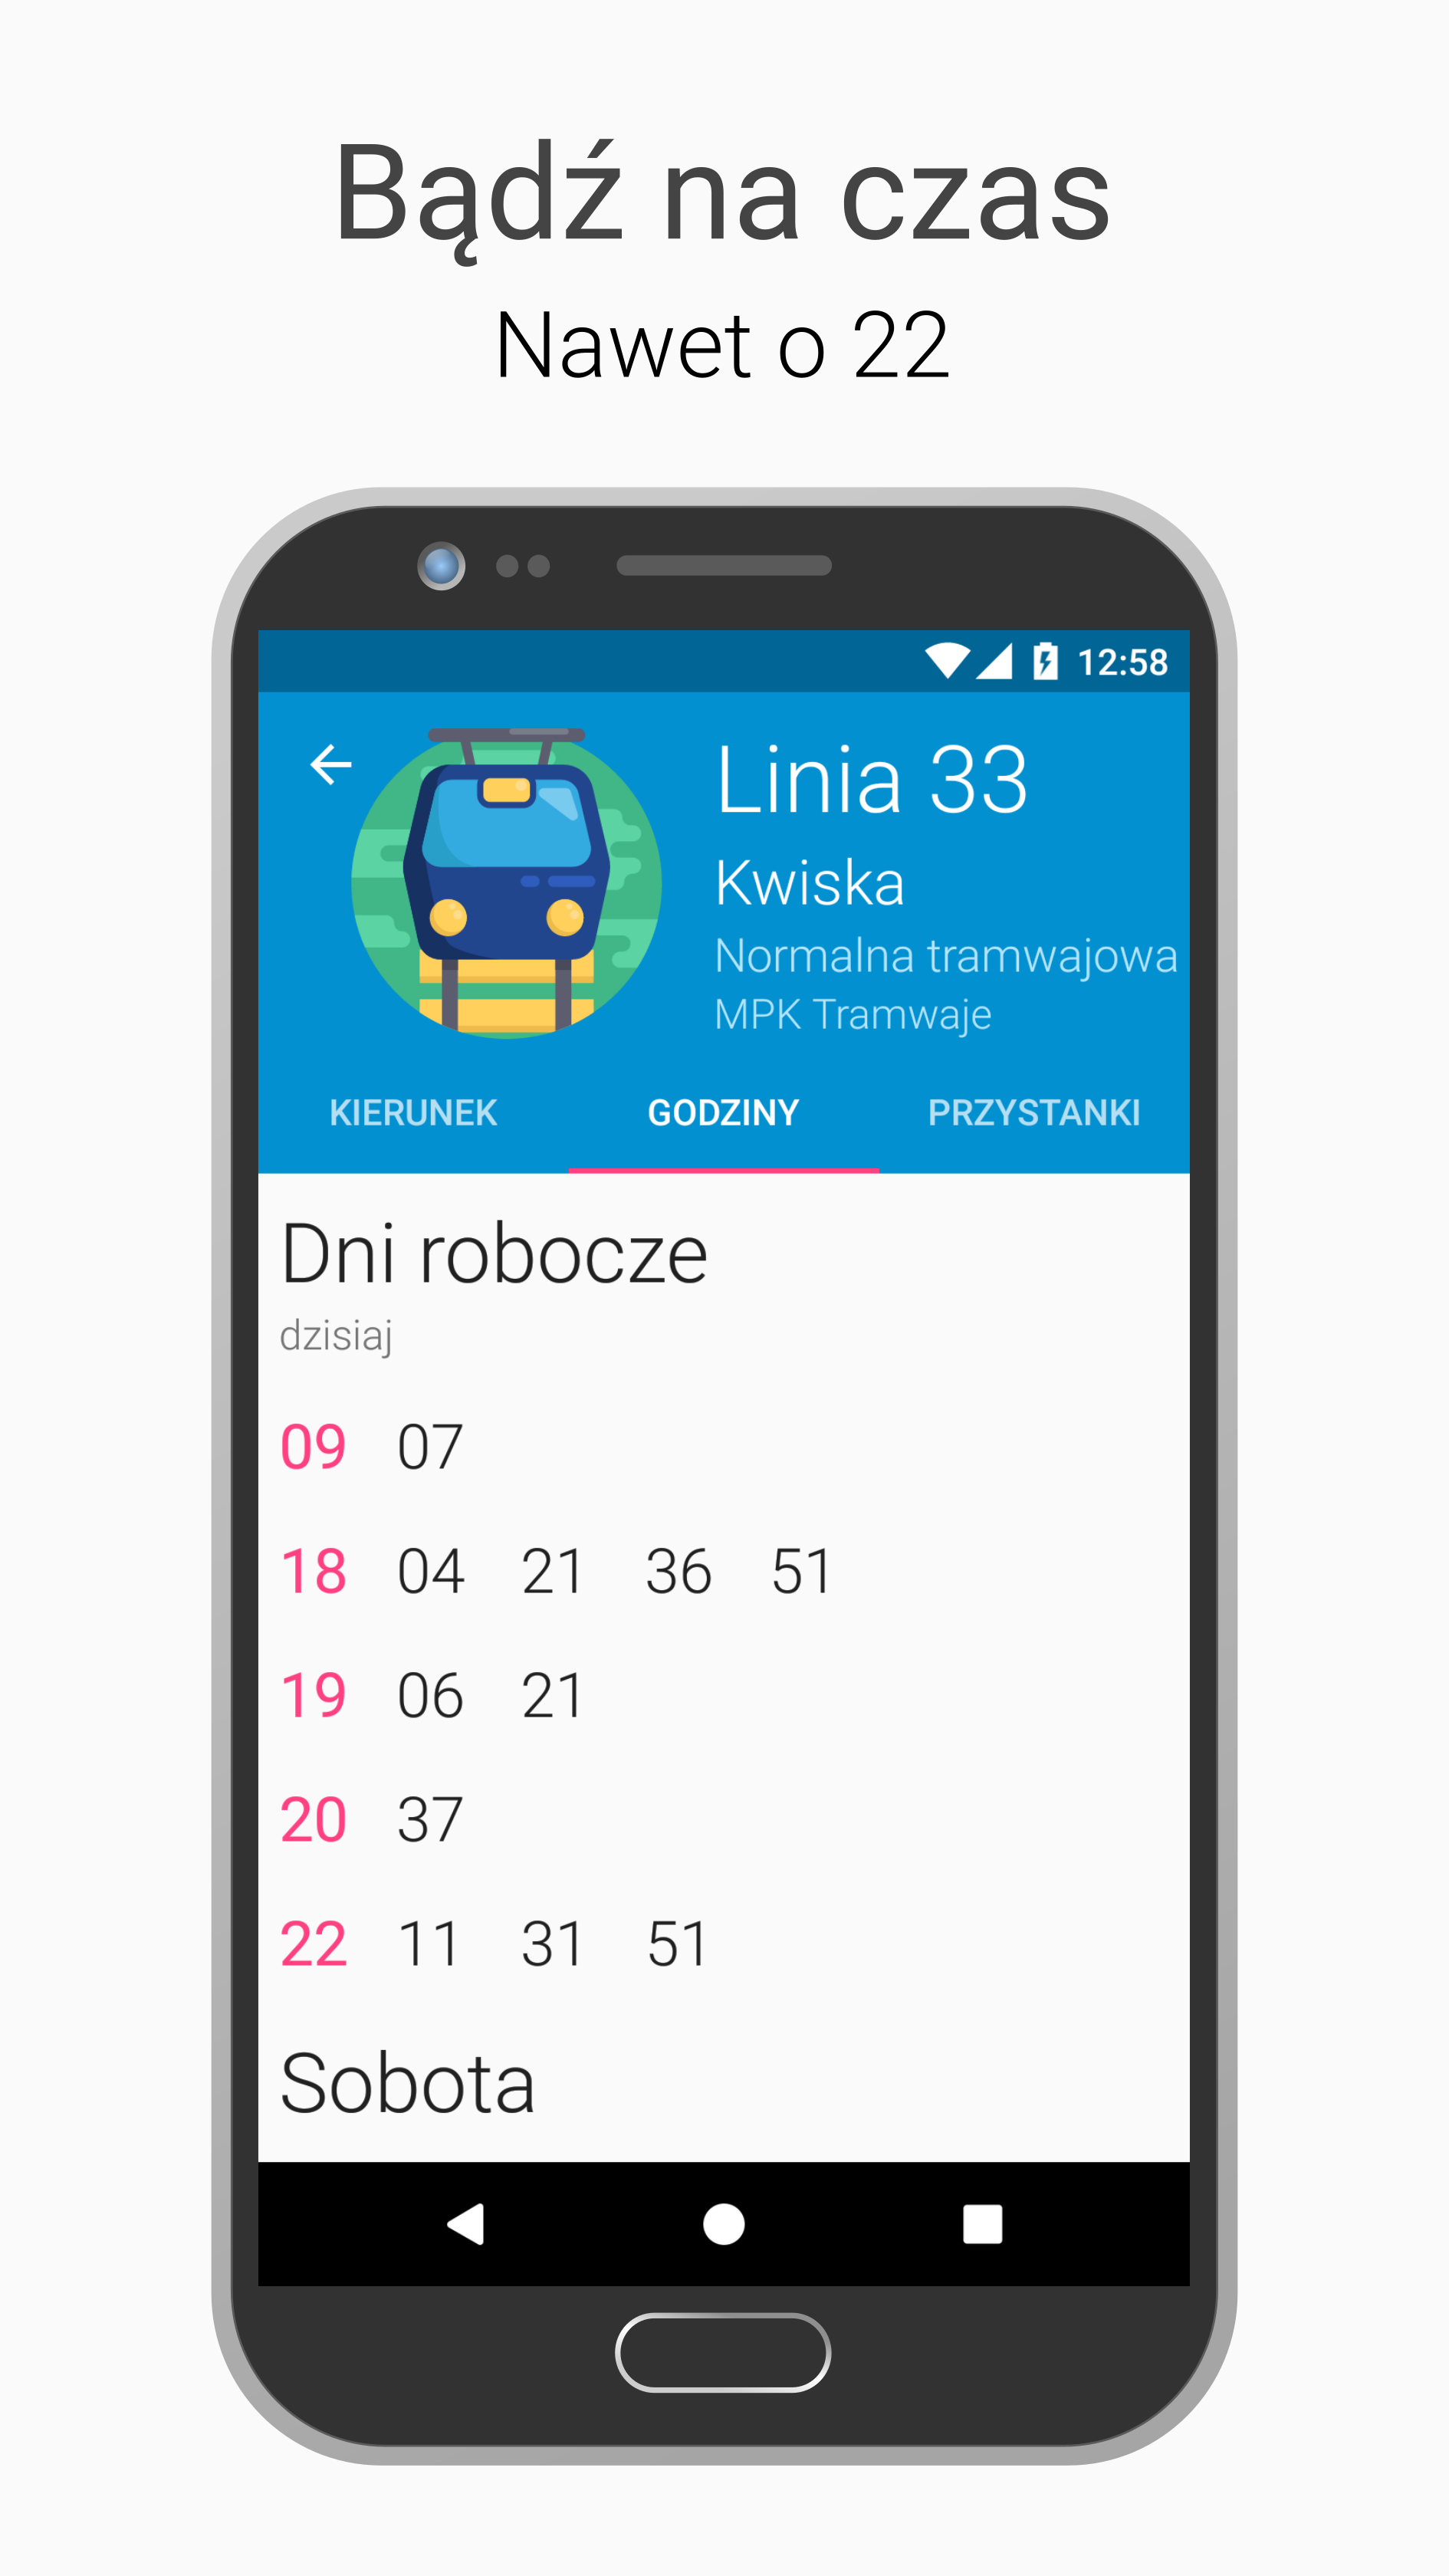 Bądź na czas
Nawet o 22
12:58
Linia 33
Kwiska
Normalna tramwajowa
MPK Tramwaje
KIERUNEK GODZINY PRZYSTANKI
Dni robocze
dzisiaj
09 07
18 04 21 36 51
19 06 21
20 37
22 11 31 51
Sobota